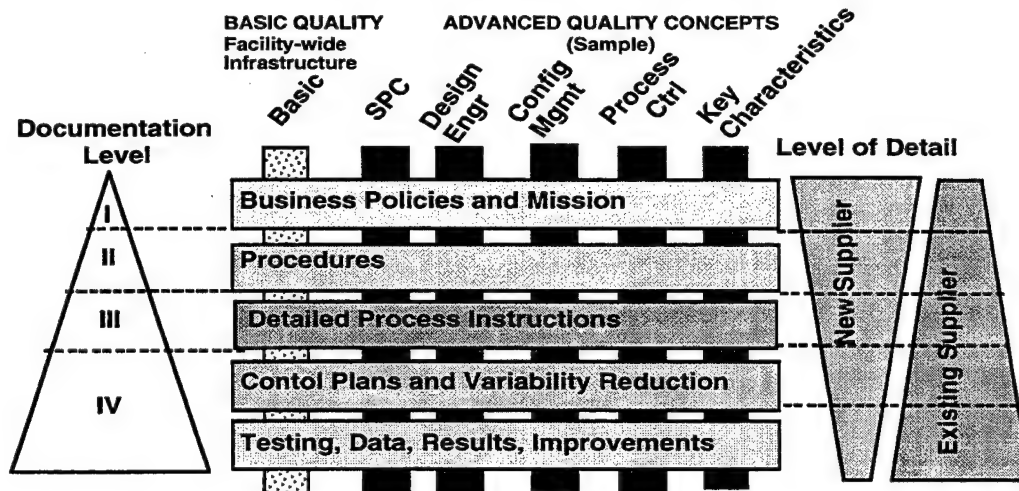 BASIC QUALITY
Facility-wide
Infrastructure
ADVANCED QUALITY CONCEPTS
(Sample)
Basic
SPC
Design
Engr
Config
Mgmt
Process
Ctrl
Key
Characteristics
Documentation
Level
Level of Detail
I
II
III
IV
Business Policies and Mission
Procedures
Detailed Process Instructions
Contol Plans and Variability Reduction
Testing, Data, Results, Improvements
New Supplier
Existing Supplier